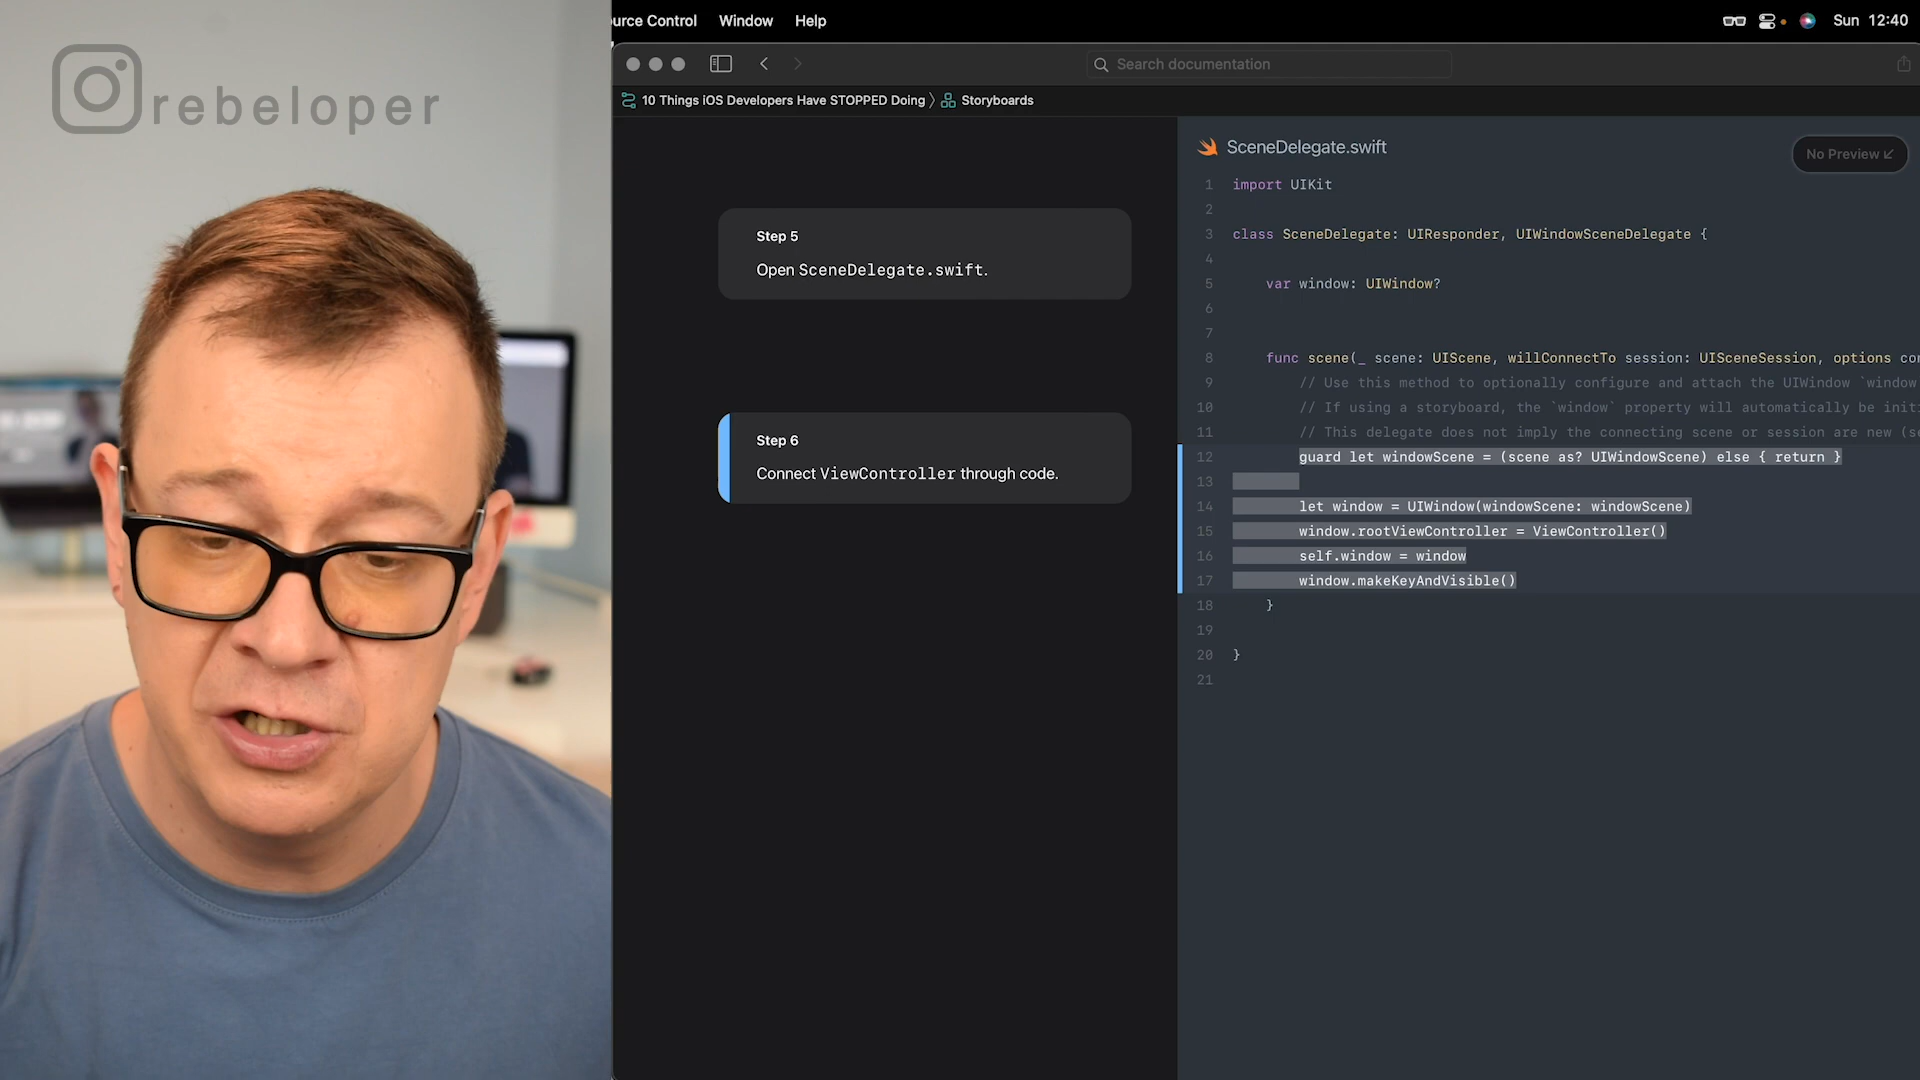 rebeloper
urce Control Window Help
Sun 12:40
Search documentation
10 Things iOS Developers Have STOPPED Doing 〉 Storyboards
Step 5
Open SceneDelegate.swift.
Step 6
Connect ViewController through code.
SceneDelegate.swift
No Preview
1 import UIKit
2
3 class SceneDelegate: UIResponder, UIWindowSceneDelegate {
4
5 var window: UIWindow?
6
7
8 func scene(_ scene: UIScene, willConnectTo session: UISceneSession, options co
9 // Use this method to optionally configure and attach the UIWindow `window
10 // If using a storyboard, the `window` property will automatically be init
11 // This delegate does not imply the connecting scene or session are new (s
12 guard let windowScene = (scene as? UIWindowScene) else { return }
13
14 let window = UIWindow(windowScene: windowScene)
15 window.rootViewController = ViewController()
16 self.window = window
17 window.makeKeyAndVisible()
18 }
19
20 }
21